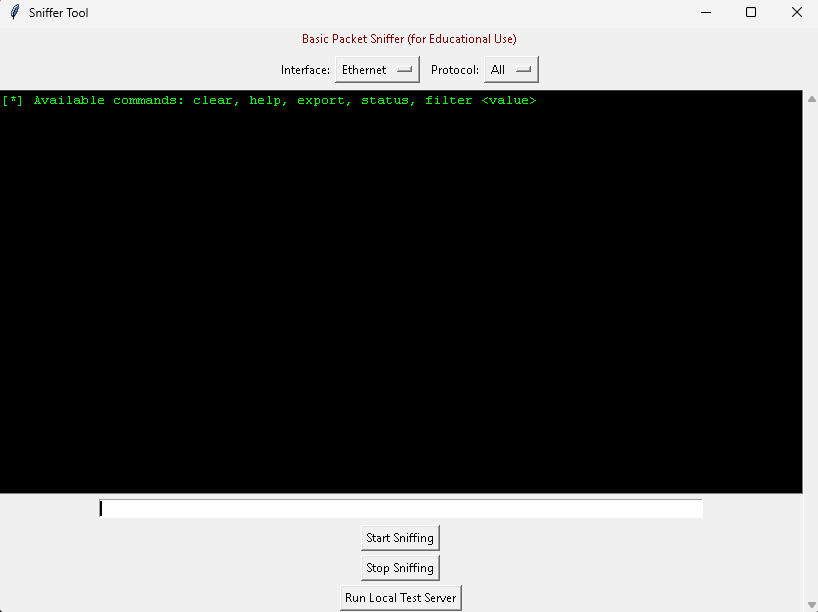 Sniffer Tool
Basic Packet Sniffer (for Educational Use)
Interface: Ethernet Protocol: All
[*] Available commands: clear, help, export, status, filter <value>
Start Sniffing
Stop Sniffing
Run Local Test Server